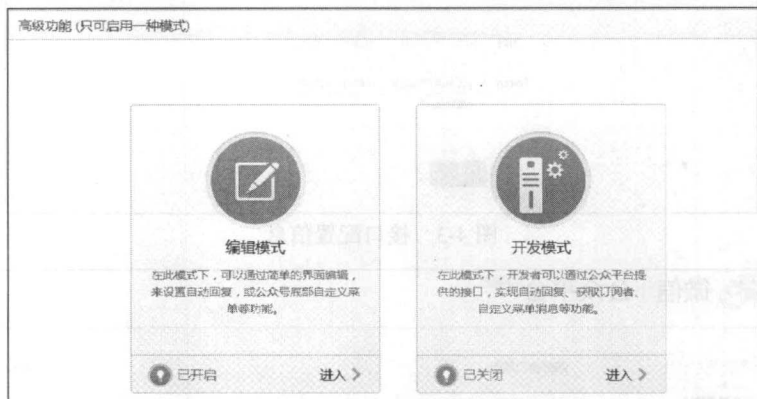 高级功能 (只可启用一种模式)
编辑模式
在此模式下，可以通过简单的界面编辑，
来设置自动回复，或公众号底部自定义菜
单等功能。
已开启
进入 >
开发模式
在此模式下，开发者可以通过公众平台提
供的接口，实现自动回复、获取订阅者、
自定义菜单消息等功能。
已关闭
进入 >